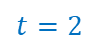 t = 2